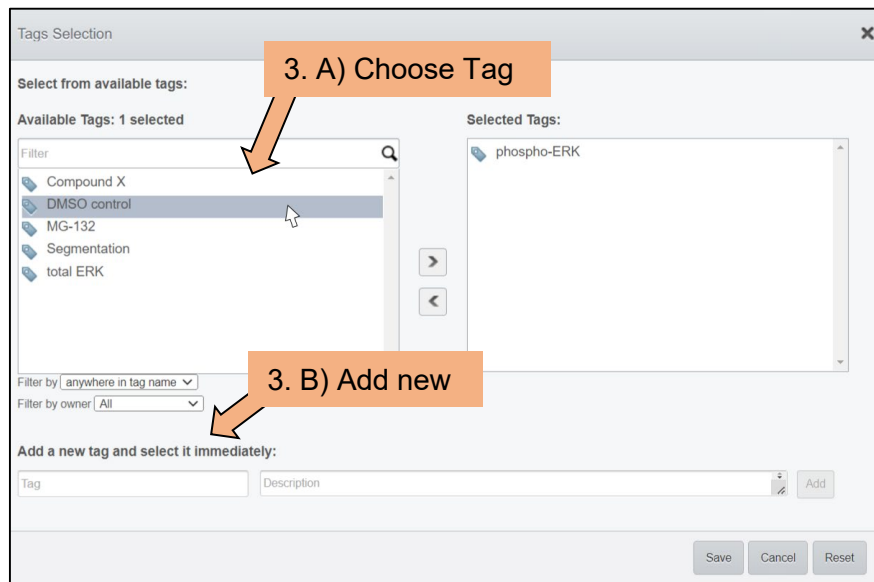 Tags Selection
3. A) Choose Tag
Select from available tags:
Available Tags: 1 selected
Selected Tags:
Filter
Compound X
DMSO control
MG-132
Segmentation
total ERK
phospho-ERK
>
<
Filter by anywhere in tag name
Filter by owner All
3. B) Add new
Add a new tag and select it immediately:
Tag
Description
Add
Save
Cancel
Reset